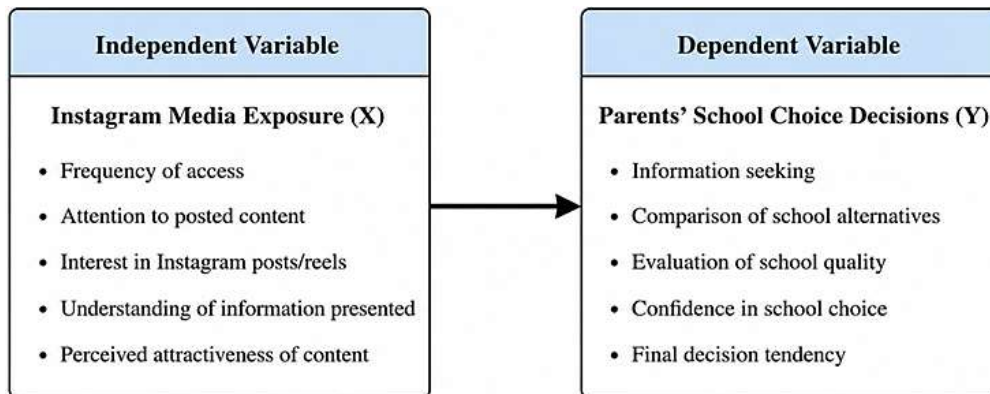 Independent Variable
Instagram Media Exposure (X)
• Frequency of access
• Attention to posted content
• Interest in Instagram posts/reels
• Understanding of information presented
• Perceived attractiveness of content
Dependent Variable
Parents’ School Choice Decisions (Y)
• Information seeking
• Comparison of school alternatives
• Evaluation of school quality
• Confidence in school choice
• Final decision tendency